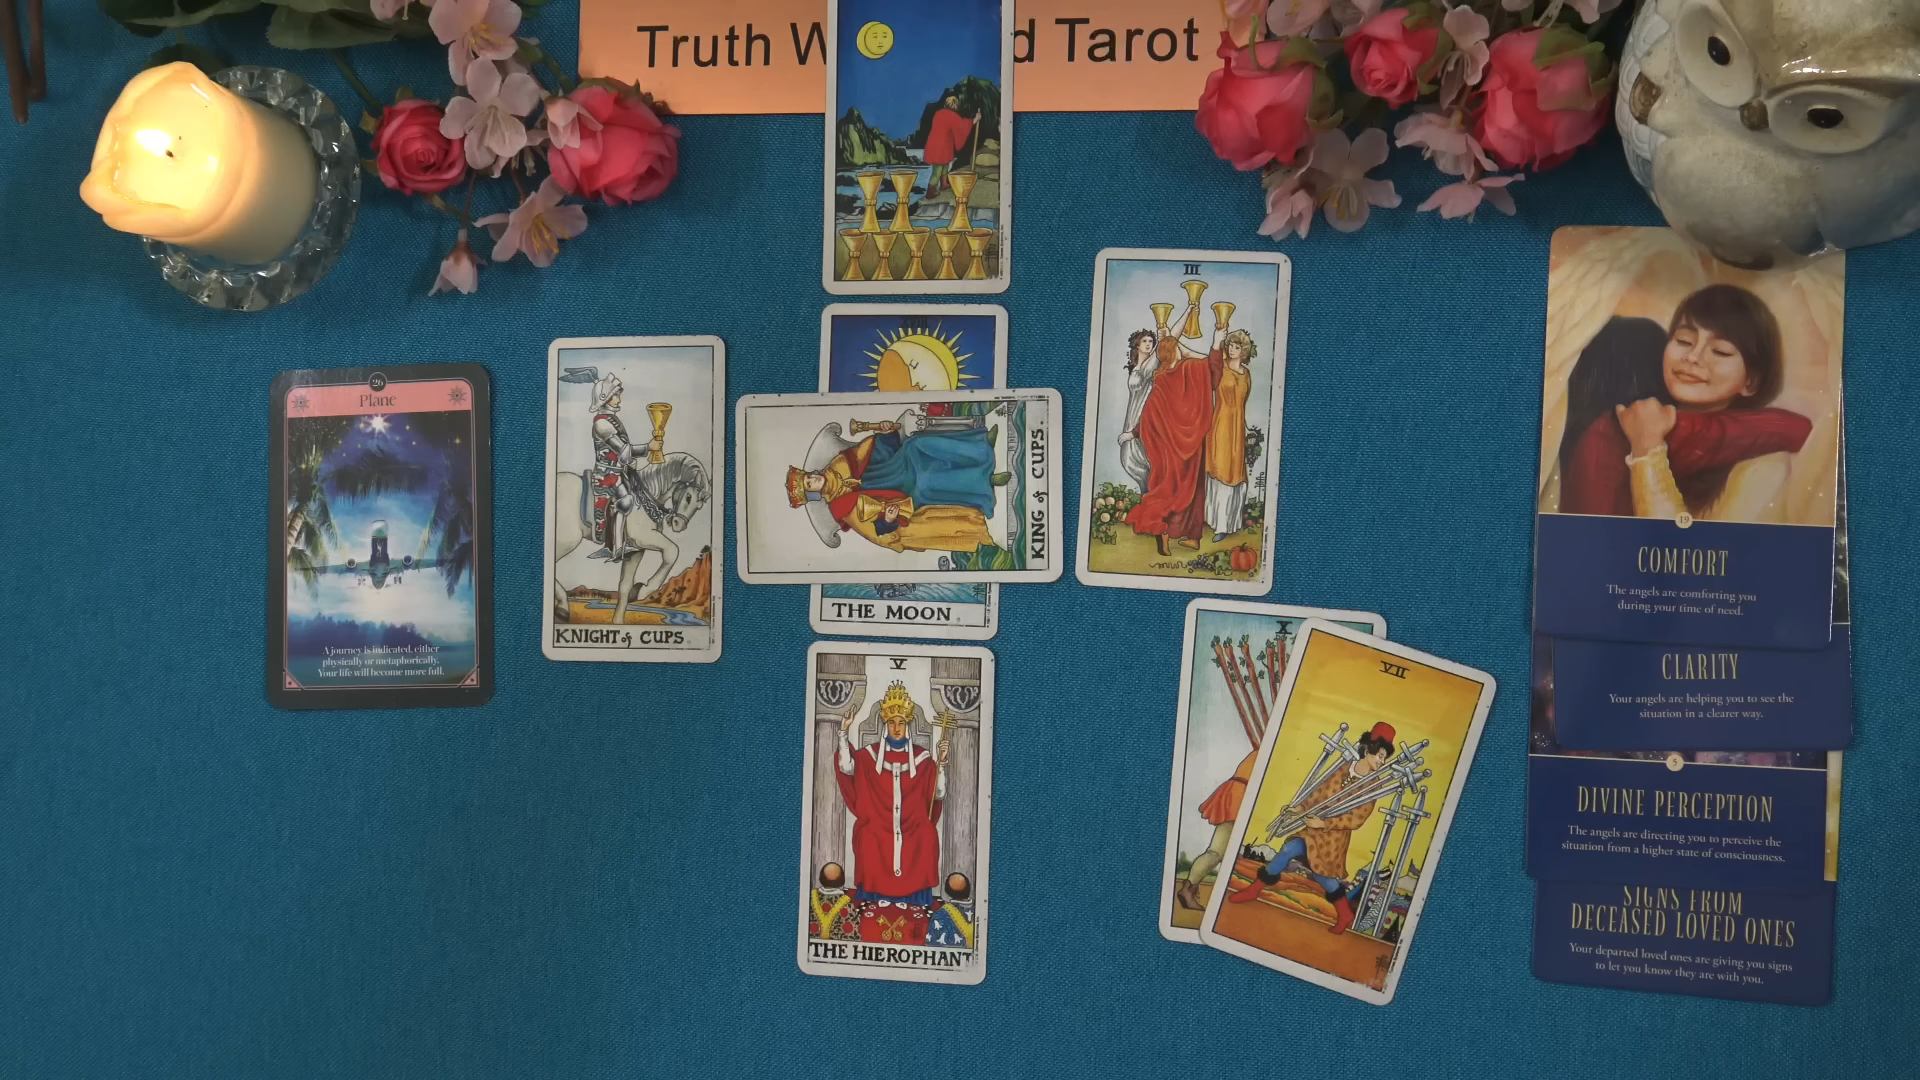 Truth W d Tarot
III
26
Plane
A journey is indicated, either
physically or metaphorically.
Your life will become more full.
KNIGHT of CUPS.
KING of CUPS.
THE MOON
V
THE HIEROPHANT
X
VII
19
COMFORT
The angels are comforting you
during your time of need.
CLARITY
Your angels are helping you to see the
situation in a clearer way.
5
DIVINE PERCEPTION
The angels are directing you to perceive the
situation from a higher state of consciousness.
SIGNS FROM
DECEASED LOVED ONES
Your departed loved ones are giving you signs
to let you know they are with you.